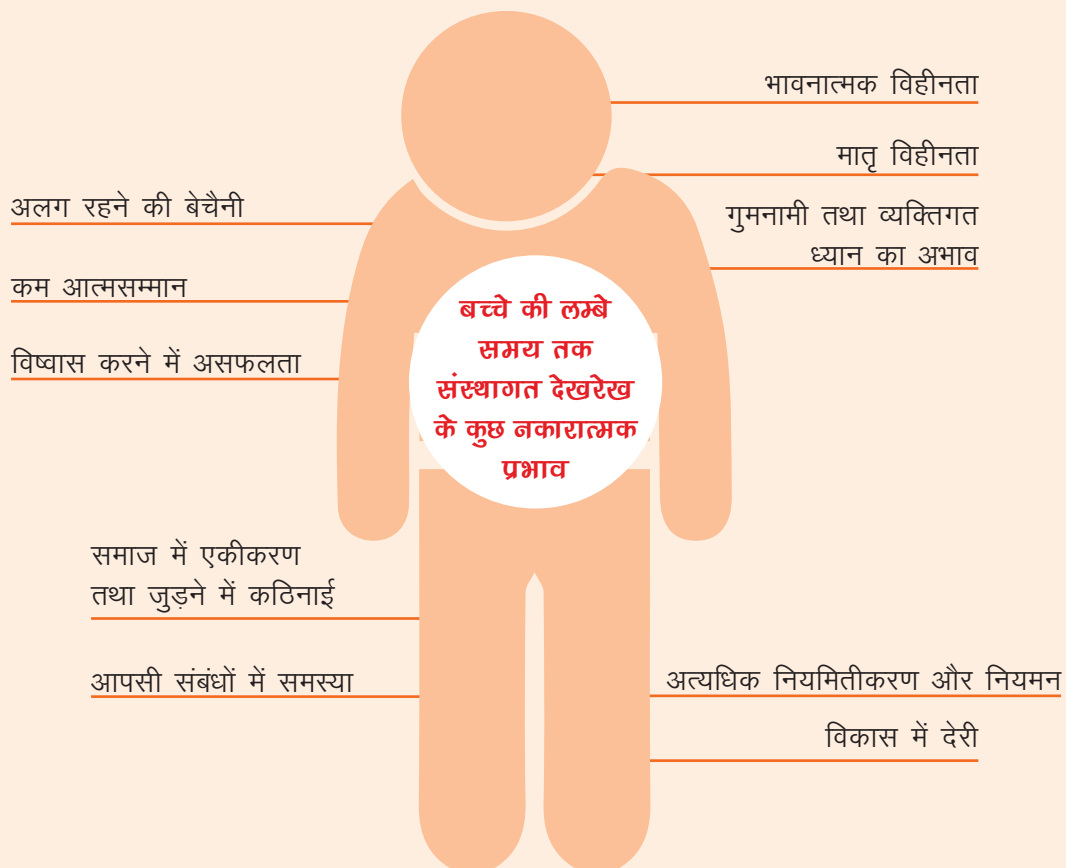 भावनात्मक विहीनता
मातृ विहीनता
अलग रहने की बेचैनी
गुमनामी तथा व्यक्तिगत
ध्यान का अभाव
कम आत्मसम्मान
विष्वास करने में असफलता
बच्चे की लम्बे
समय तक
संस्थागत देखरेख
के कुछ नकारात्मक
प्रभाव
समाज में एकीकरण
तथा जुड़ने में कठिनाई
आपसी संबंधों में समस्या
अत्यधिक नियमितीकरण और नियमन
विकास में देरी